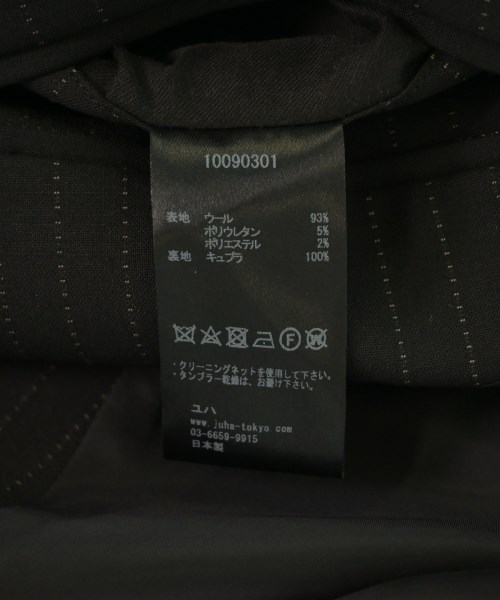 10090301
表地 ウール 93%
ポリウレタン 5%
ポリエステル 2%
裏地 キュプラ 100%
・クリーニングネットを使用して下さい。
・タンブラー乾燥は、お避け下さい。
ユハ
www.juha-tokyo.com
03-6659-9915
日本製